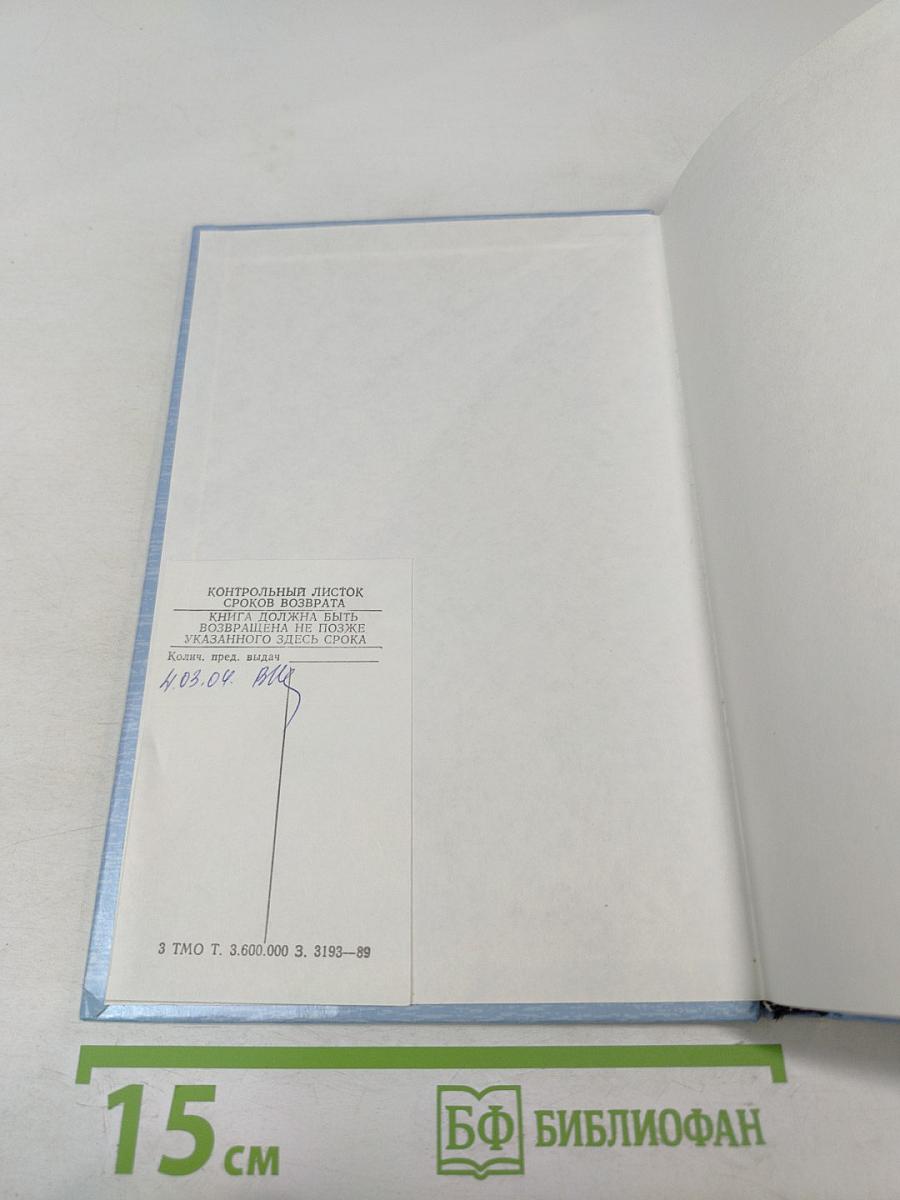 КОНТРОЛЬНЫЙ ЛИСТОК
СРОКОВ ВОЗВРАТА
КНИГА ДОЛЖНА БЫТЬ
ВОЗВРАЩЕНА НЕ ПОЗЖЕ
УКАЗАННОГО ЗДЕСЬ СРОКА
Колич. пред. выдач
4.03.04.
3 ТМО Т. 3.600.000 З. 3193—89
15 см
БФ БИБЛИОФАН